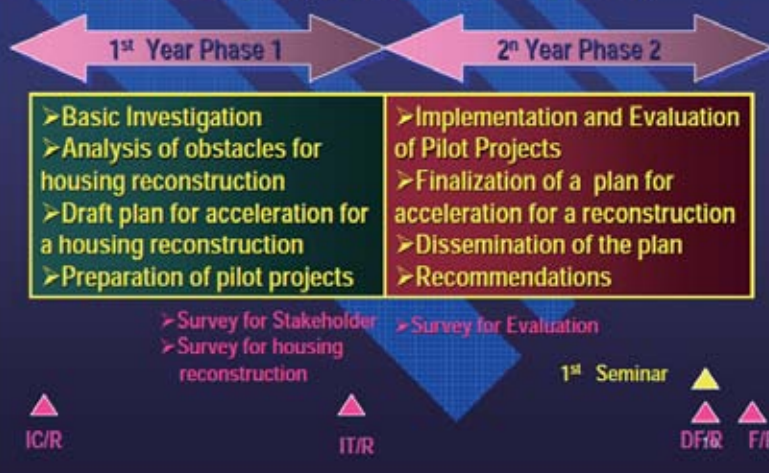 1st Year Phase 1
2n Year Phase 2
➢Basic Investigation
➢Analysis of obstacles for
housing reconstruction
➢Draft plan for acceleration for
a housing reconstruction
➢Preparation of pilot projects
➢Implementation and Evaluation
of Pilot Projects
➢Finalization of a plan for
acceleration for a reconstruction
➢Dissemination of the plan
➢Recommendations
➢Survey for Stakeholder
➢Survey for housing
reconstruction
➢Survey for Evaluation
1st Seminar
IC/R
IT/R
DF/R